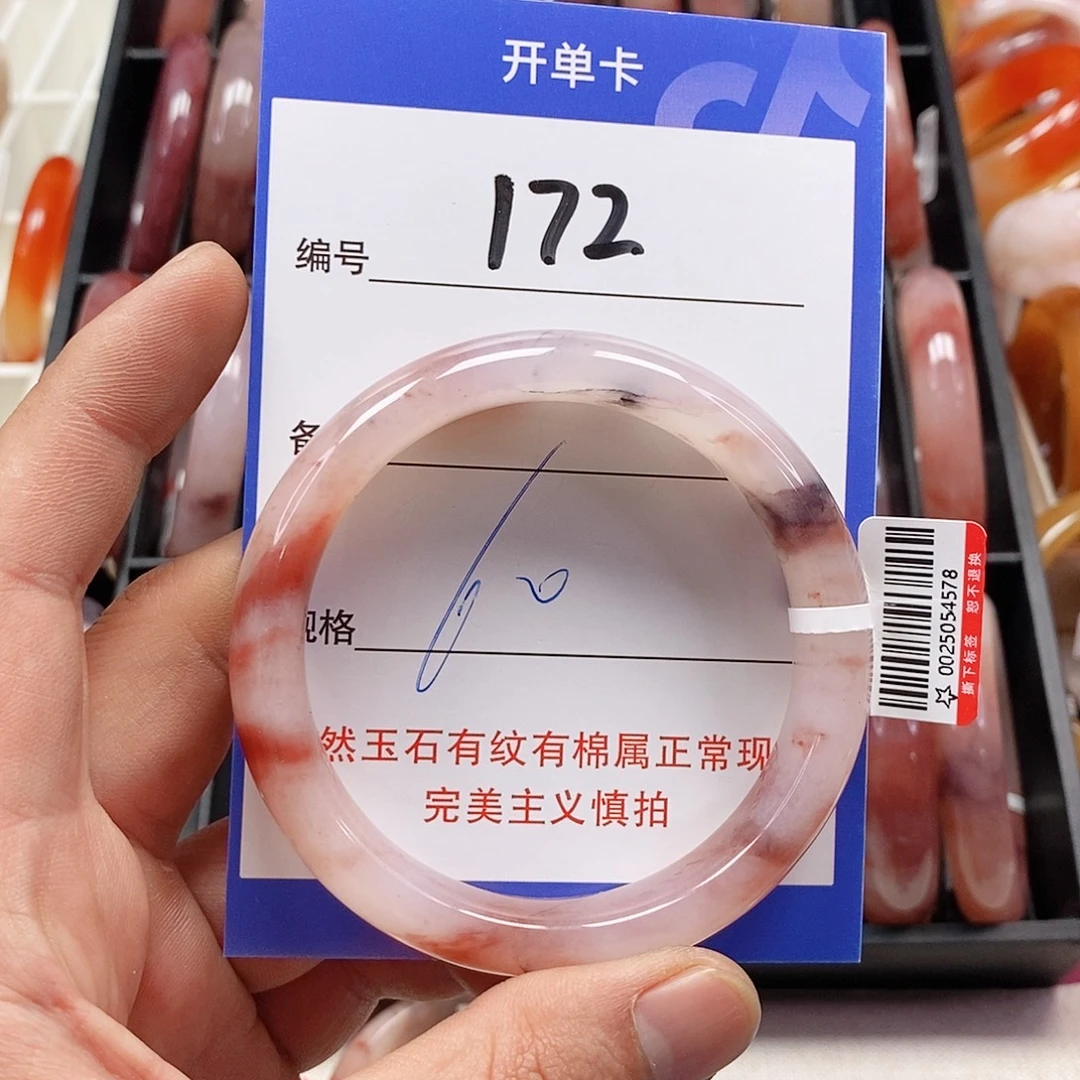 开单卡
编号 172
备
格
60
然玉石有纹有棉属正常现
完美主义慎拍
☆ 0025054578
撕下标签 恕不退换